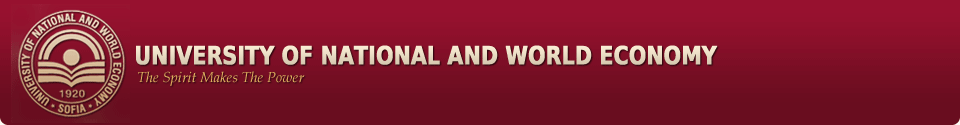 UNIVERSITY OF NATIONAL AND WORLD ECONOMY
1920
· SOFIA ·
UNIVERSITY OF NATIONAL AND WORLD ECONOMY
The Spirit Makes The Power